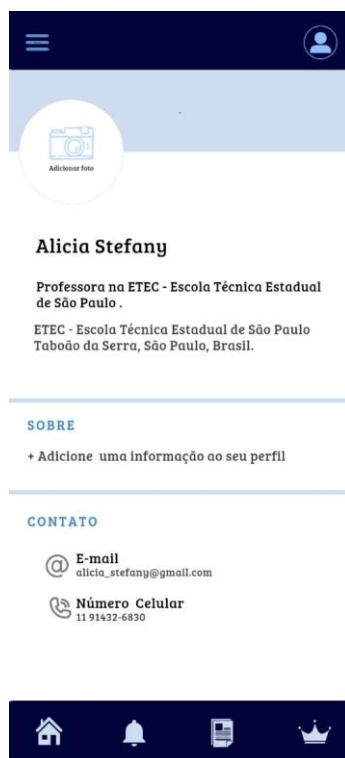 Adicionar foto
Alicia Stefany
Professora na ETEC - Escola Técnica Estadual
de São Paulo .
ETEC - Escola Técnica Estadual de São Paulo
Taboão da Serra, São Paulo, Brasil.
SOBRE
+ Adicione uma informação ao seu perfil
CONTATO
E-mail
alicia_stefany@gmail.com
Número Celular
11 91432-6830